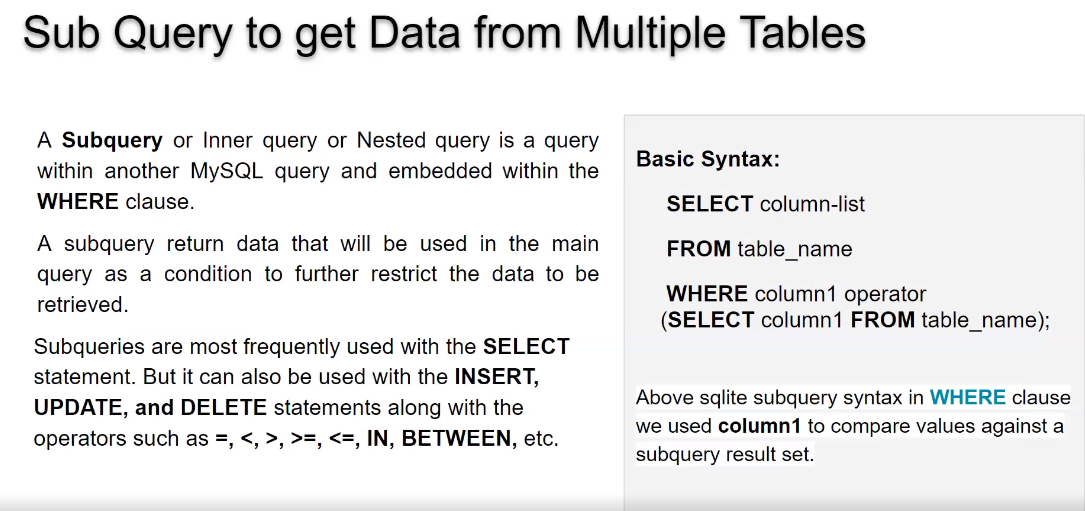 Sub Query to get Data from Multiple Tables
A Subquery or Inner query or Nested query is a query
within another MySQL query and embedded within the
WHERE clause.
A subquery return data that will be used in the main
query as a condition to further restrict the data to be
retrieved.
Subqueries are most frequently used with the SELECT
statement. But it can also be used with the INSERT,
UPDATE, and DELETE statements along with the
operators such as =, <, >, >=, <=, IN, BETWEEN, etc.
Basic Syntax:
SELECT column-list
FROM table_name
WHERE column1 operator
(SELECT column1 FROM table_name);
Above sqlite subquery syntax in WHERE clause
we used column1 to compare values against a
subquery result set.